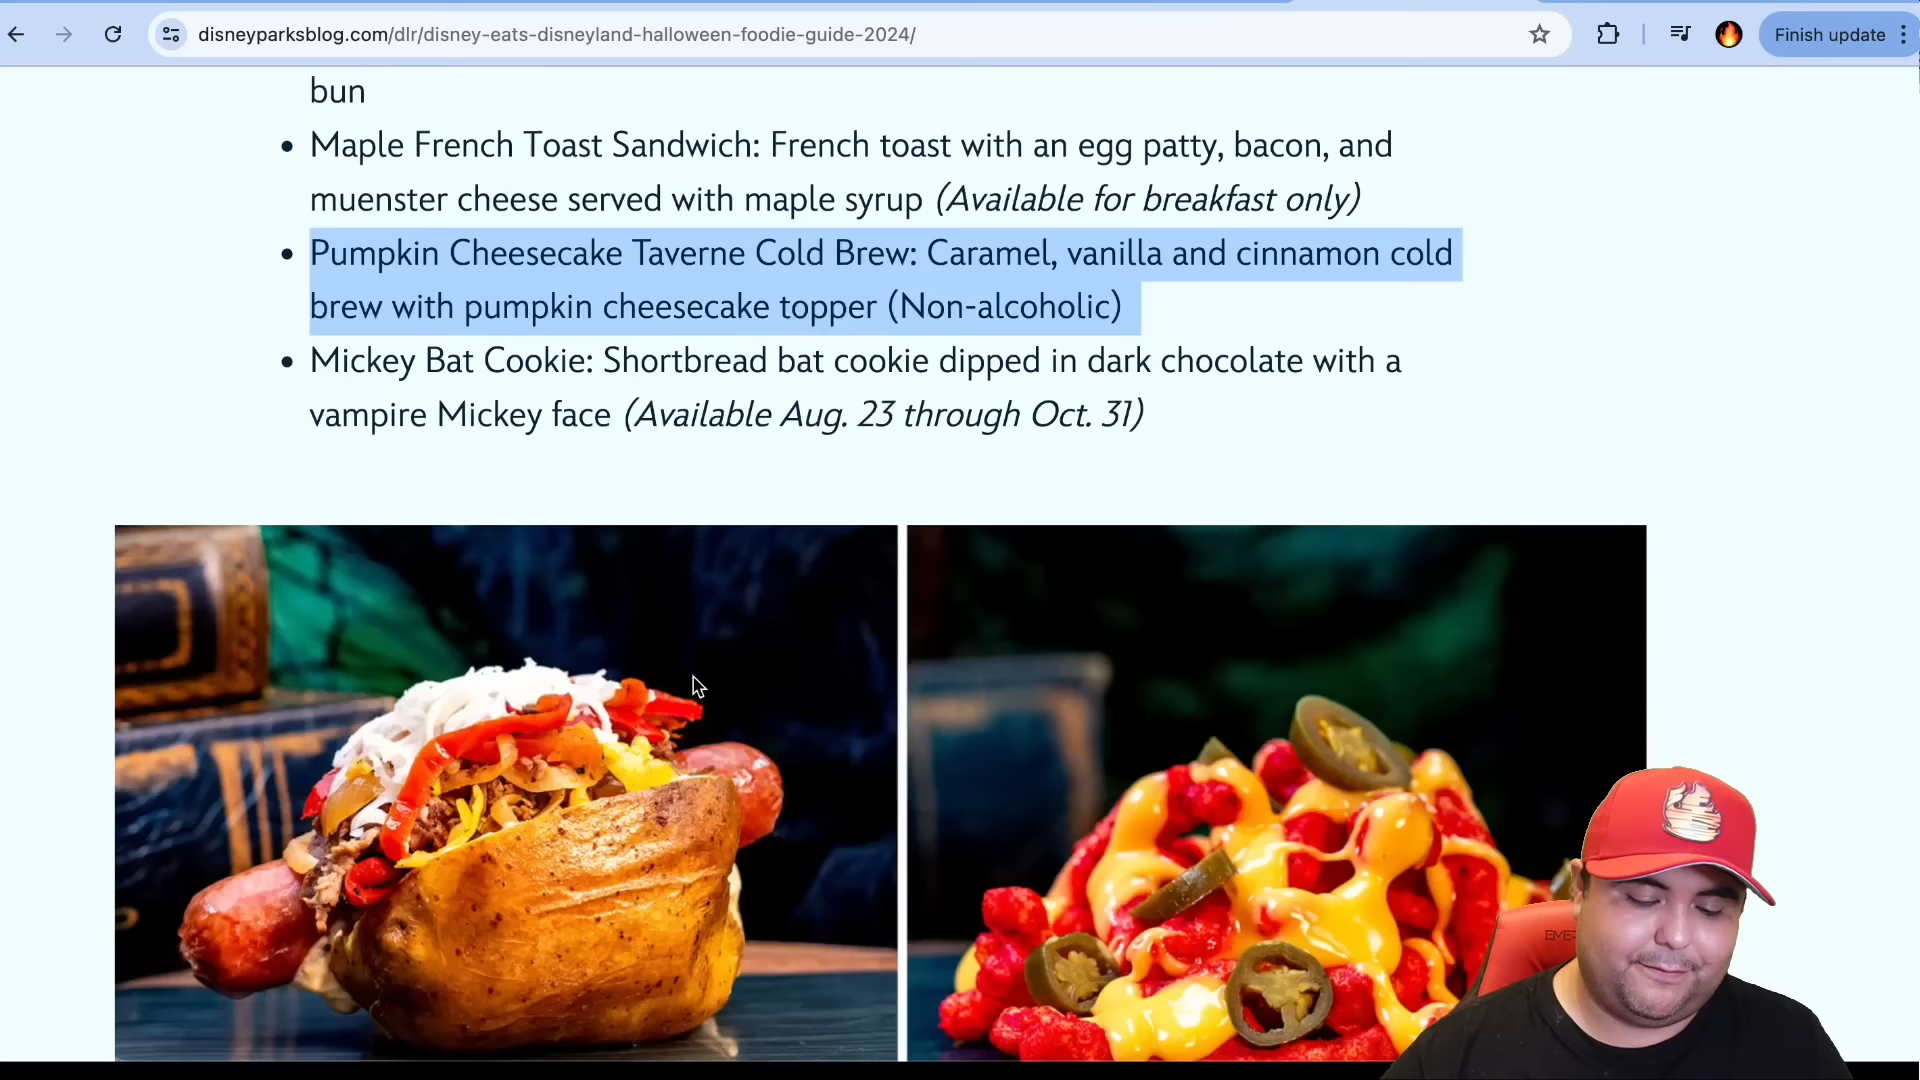 disneyparksblog.com/dlr/disney-eats-disneyland-halloween-foodie-guide-2024/
Finish update
bun
• Maple French Toast Sandwich: French toast with an egg patty, bacon, and
muenster cheese served with maple syrup (Available for breakfast only)
• Pumpkin Cheesecake Taverne Cold Brew: Caramel, vanilla and cinnamon cold
brew with pumpkin cheesecake topper (Non-alcoholic)
• Mickey Bat Cookie: Shortbread bat cookie dipped in dark chocolate with a
vampire Mickey face (Available Aug. 23 through Oct. 31)